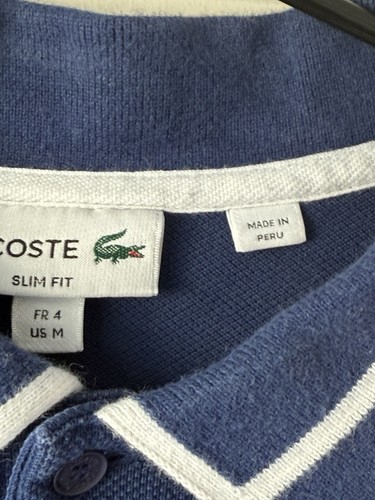 COSTE
SLIM FIT
FR 4
US M
MADE IN
PERU